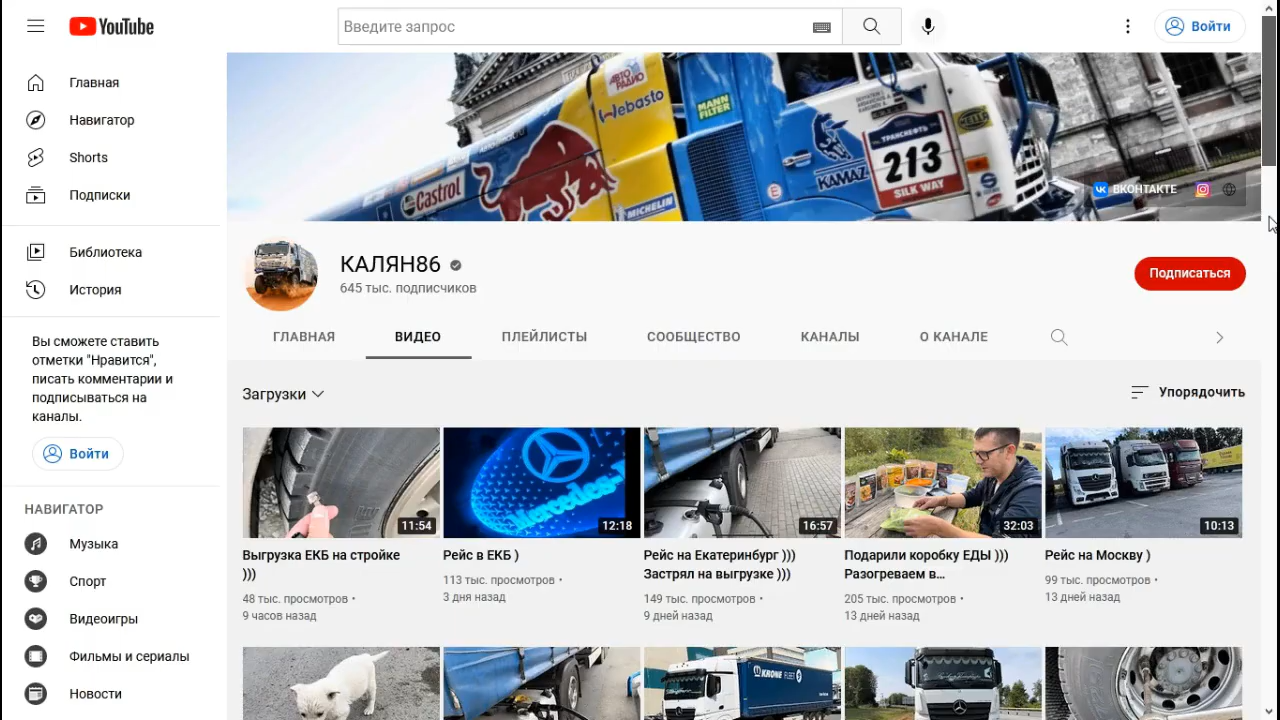 YouTube
Введите запрос
Войти
Главная
Навигатор
Shorts
Подписки
Библиотека
История
Вы сможете ставить
отметки "Нравится",
писать комментарии и
подписываться на
каналы.
Войти
НАВИГАТОР
Музыка
Спорт
Видеоигры
Фильмы и сериалы
Новости
АВТО
РАДИО
Webasto
MANN
FILTER
Castrol
MICHELIN
KAMAZ
ТРАНСНЕФТЬ
213
SILK WAY
ВКОНТАКТЕ
КАЛЯН86
645 тыс. подписчиков
Подписаться
ГЛАВНАЯ
ВИДЕО
ПЛЕЙЛИСТЫ
СООБЩЕСТВО
КАНАЛЫ
О КАНАЛЕ
Загрузки
Упорядочить
11:54
Выгрузка ЕКБ на стройке
)))
48 тыс. просмотров •
9 часов назад
12:18
Рейс в ЕКБ )
113 тыс. просмотров •
3 дня назад
16:57
Рейс на Екатеринбург )))
Застрял на выгрузке )))
149 тыс. просмотров •
9 дней назад
32:03
Подарили коробку ЕДЫ )))
Разогреваем в...
205 тыс. просмотров •
13 дней назад
10:13
Рейс на Москву )
99 тыс. просмотров •
13 дней назад
KRONE FLEET